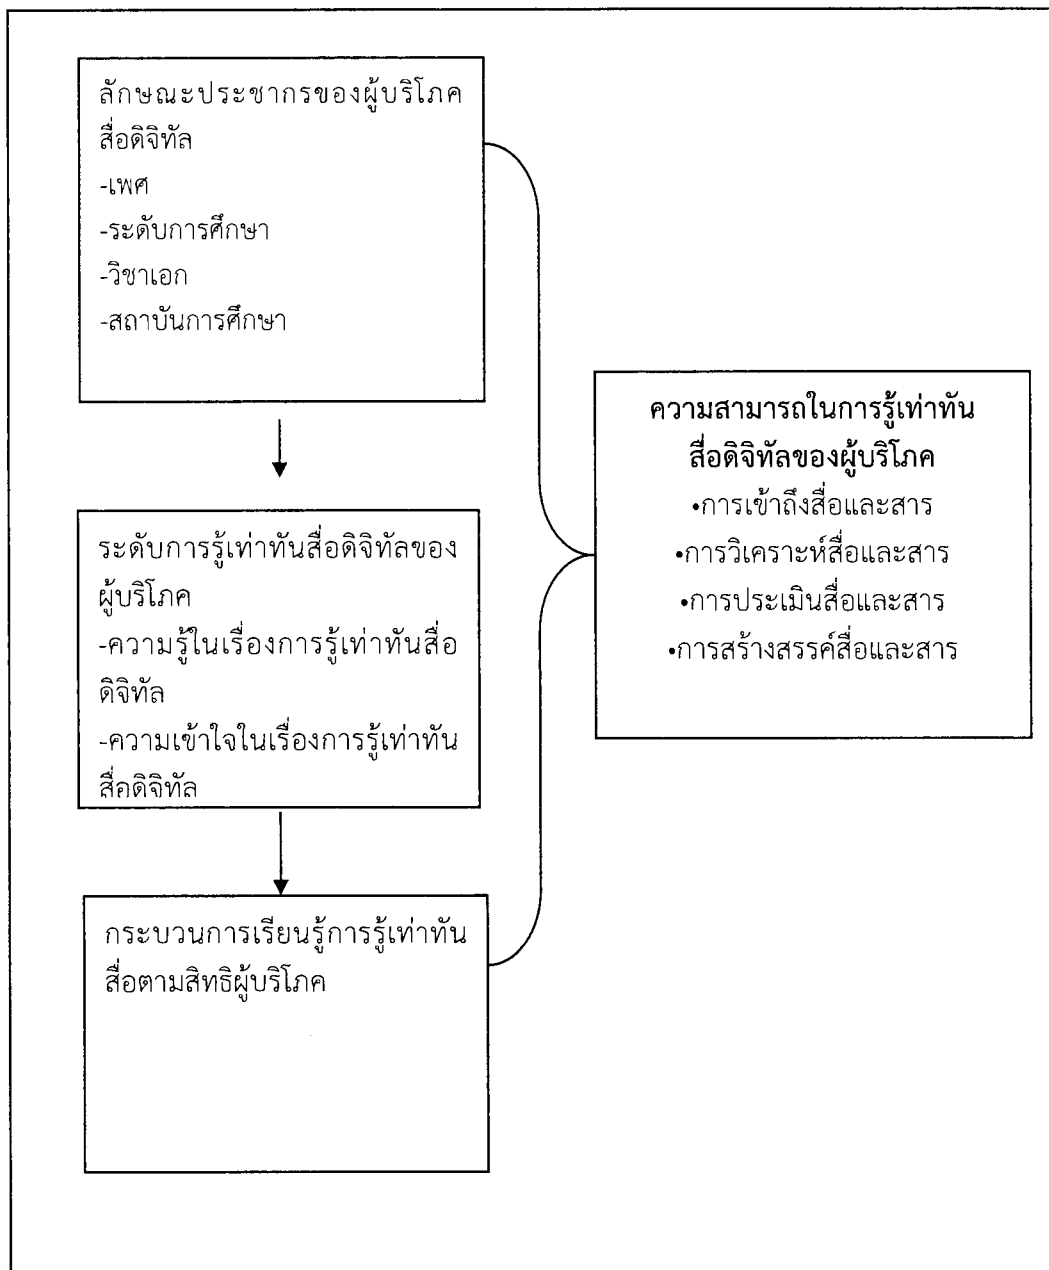 ลักษณะประชากรของผู้บริโภค
สื่อดิจิทัล
-เพศ
-ระดับการศึกษา
-วิชาเอก
-สถาบันการศึกษา
ระดับการรู้เท่าทันสื่อดิจิทัลของ
ผู้บริโภค
-ความรู้ในเรื่องการรู้เท่าทันสื่อ
ดิจิทัล
-ความเข้าใจในเรื่องการรู้เท่าทัน
สื่อดิจิทัล
กระบวนการเรียนรู้การรู้เท่าทัน
สื่อตามสิทธิผู้บริโภค
ความสามารถในการรู้เท่าทัน
สื่อดิจิทัลของผู้บริโภค
•การเข้าถึงสื่อและสาร
•การวิเคราะห์สื่อและสาร
•การประเมินสื่อและสาร
•การสร้างสรรค์สื่อและสาร